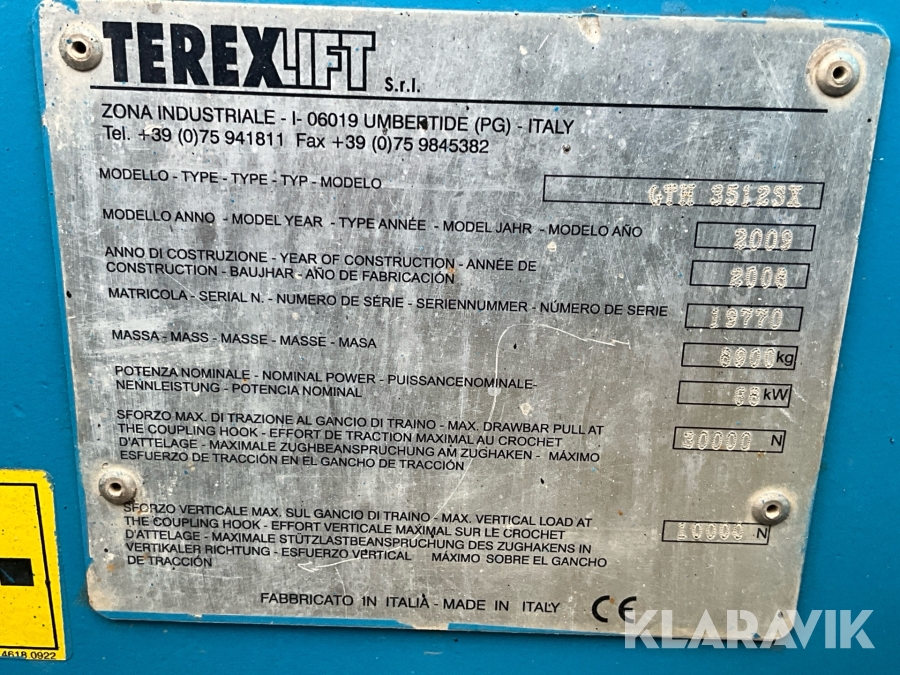 TEREXLIFT S.r.l.
ZONA INDUSTRIALE - I- 06019 UMBERTIDE (PG) - ITALY
Tel. +39 (0)75 941811 Fax +39 (0)75 9845382
MODELLO - TYPE - TYPE - TYP - MODELO GTH 3512SX
MODELLO ANNO - MODEL YEAR - TYPE ANNÉE - MODEL JAHR - MODELO AÑO 2009
ANNO DI COSTRUZIONE - YEAR OF CONSTRUCTION - ANNÉE DE
CONSTRUCTION - BAUJHAR - AÑO DE FABRICACIÓN 2008
MATRICOLA - SERIAL N. - NUMERO DE SÉRIE - SERIENNUMMER - NÚMERO DE SERIE 19770
MASSA - MASS - MASSE - MASSE - MASA kg
POTENZA NOMINALE - NOMINAL POWER - PUISSANCENOMINALE-
NENNLEISTUNG - POTENCIA NOMINAL kW
SFORZO MAX. DI TRAZIONE AL GANCIO DI TRAINO - MAX. DRAWBAR PULL AT
THE COUPLING HOOK - EFFORT DE TRACTION MAXIMAL AU CROCHET
D'ATTELAGE - MAXIMALE ZUGHBEANSPRUCHUNG AM ZUGHAKEN - MÁXIMO
ESFUERZO DE TRACCIÓN EN EL GANCHO DE TRACCIÓN N
SFORZO VERTICALE MAX. SUL GANCIO DI TRAINO - MAX. VERTICAL LOAD AT
THE COUPLING HOOK - EFFORT VERTICALE MAXIMAL SUR LE CROCHET
D'ATTELAGE - MAXIMALE STÜTZLASTBEANSPRUCHUNG DES ZUGHAKENS IN
VERTIKALER RICHTUNG - ESFUERZO VERTICAL MÁXIMO SOBRE EL GANCHO
DE TRACCIÓN 10000 N
FABBRICATO IN ITALIA - MADE IN ITALY CE
4618 0922
KLARAVIK